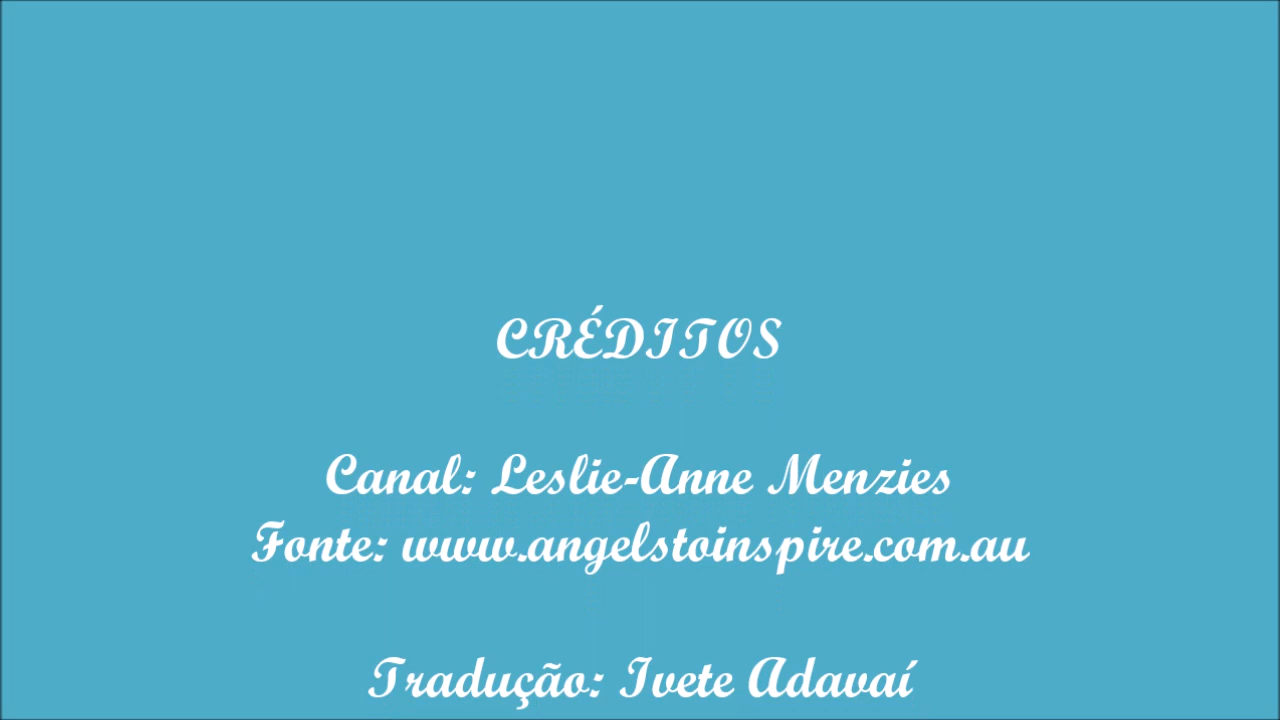 CRÉDITOS
Canal: Leslie-Anne Menzies
Fonte: www.angelstoinspire.com.au
Tradução: Ivete Adavaí